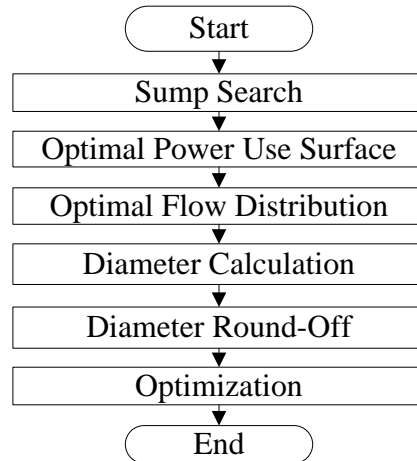 Start
Sump Search
Optimal Power Use Surface
Optimal Flow Distribution
Diameter Calculation
Diameter Round-Off
Optimization
End